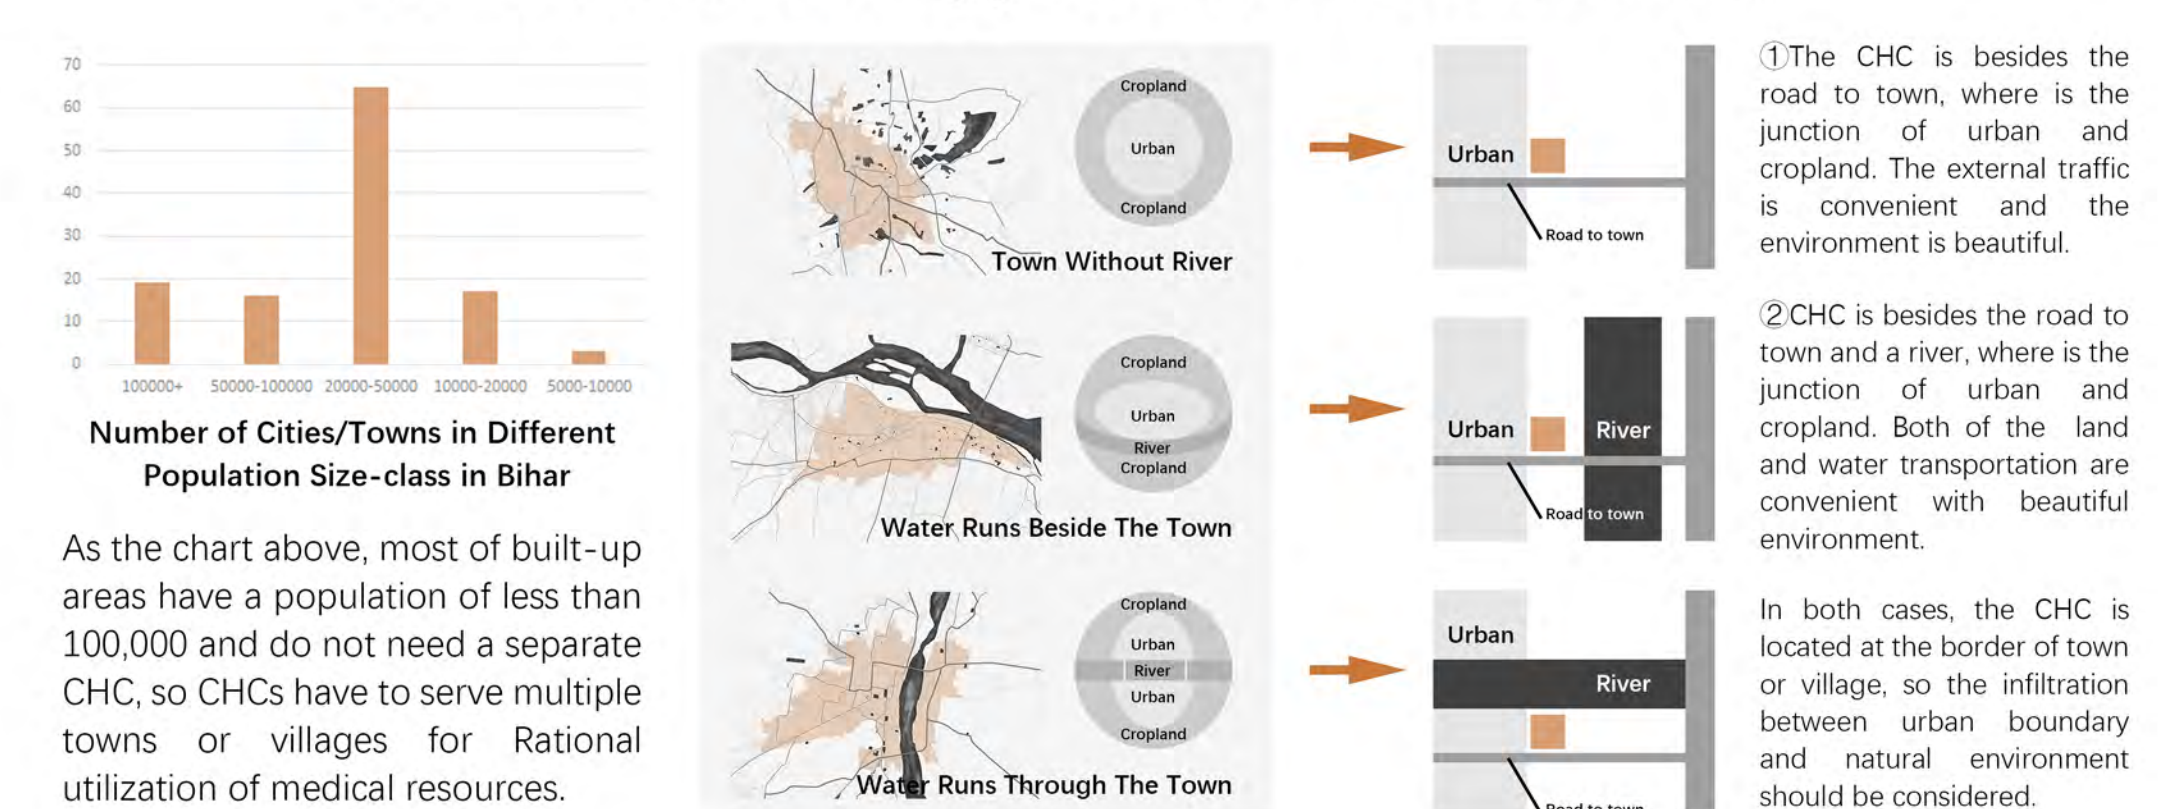 70
60
50
40
30
20
10
0
100000+ 50000-100000 20000-50000 10000-20000 5000-10000
Number of Cities/Towns in Different
Population Size-class in Bihar
As the chart above, most of built-up
areas have a population of less than
100,000 and do not need a separate
CHC, so CHCs have to serve multiple
towns or villages for Rational
utilization of medical resources.
Cropland
Urban
Cropland
Town Without River
Cropland
Urban
River
Cropland
Water Runs Beside The Town
Cropland
Urban
River
Urban
Cropland
Water Runs Through The Town
Urban
Road to town
Urban
River
Road to town
Urban
River
Road to town
①The CHC is besides the
road to town, where is the
junction of urban and
cropland. The external traffic
is convenient and the
environment is beautiful.
②CHC is besides the road to
town and a river, where is the
junction of urban and
cropland. Both of the land
and water transportation are
convenient with beautiful
environment.
In both cases, the CHC is
located at the border of town
or village, so the infiltration
between urban boundary
and natural environment
should be considered.